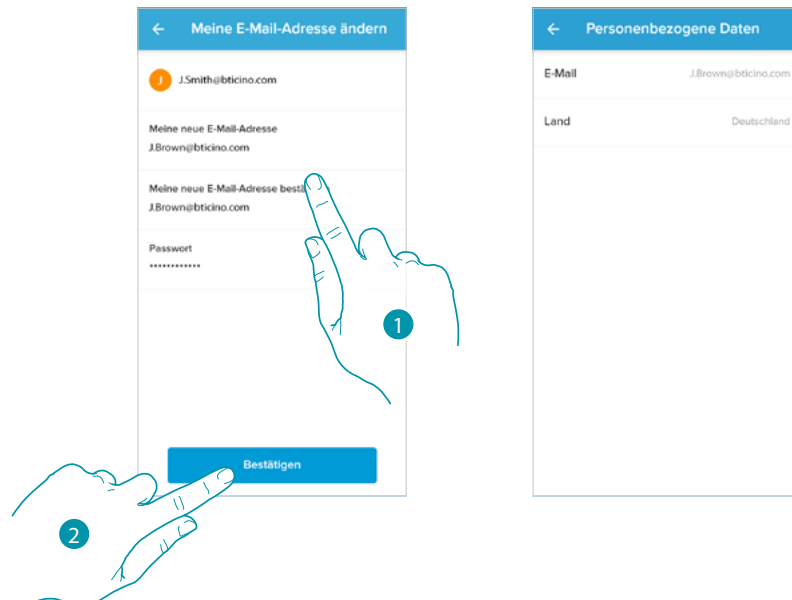 Meine E-Mail-Adresse ändern
J
J.Smith@bticino.com
Meine neue E-Mail-Adresse
J.Brown@bticino.com
Meine neue E-Mail-Adresse
J.Brown@bticino.com
Passwort
••••••••••••
1
Bestätigen
2
Personenbezogene Daten
E-Mail J.Brown@bticino.com
Land Deutschland